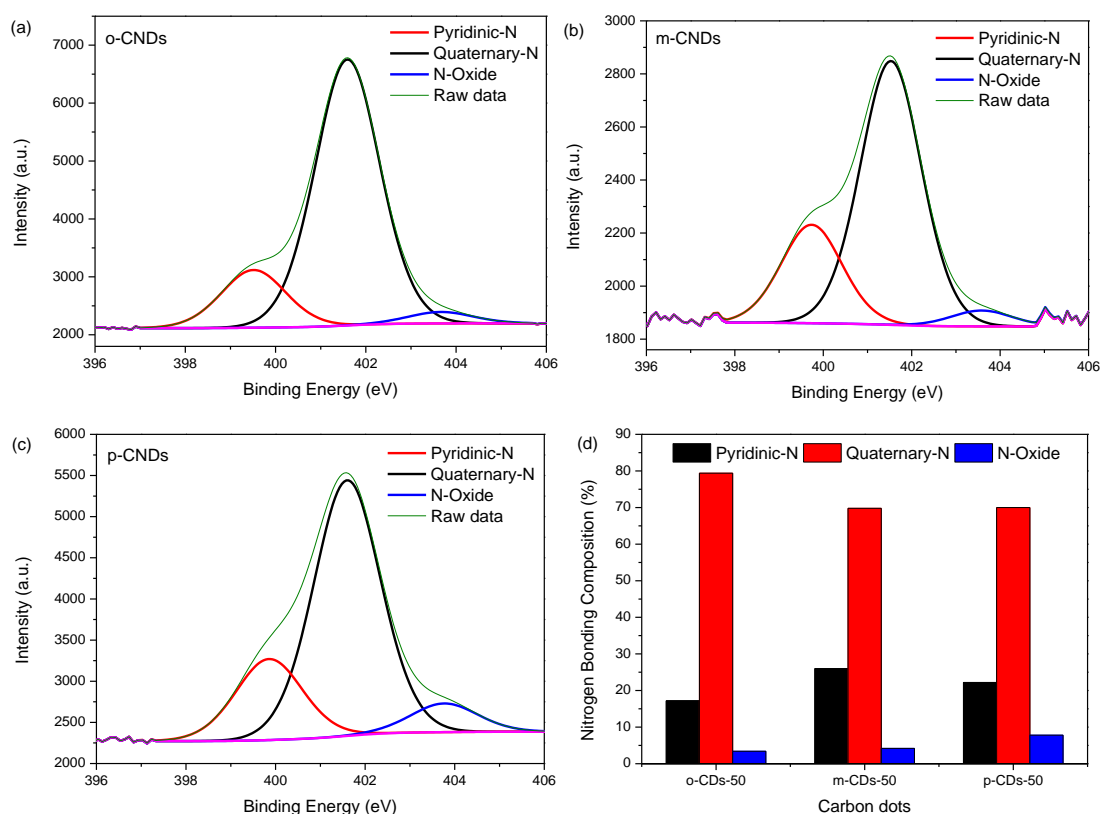 (a)
o-CNDs
Pyridinic-N
Quaternary-N
N-Oxide
Raw data
7000
6000
5000
4000
3000
2000
Intensity (a.u.)
396 398 400 402 404 406
Binding Energy (eV)
(b)
m-CNDs
Pyridinic-N
Quaternary-N
N-Oxide
Raw data
3000
2800
2600
2400
2200
2000
1800
Intensity (a.u.)
396 398 400 402 404 406
Binding Energy (eV)
(c)
p-CNDs
Pyridinic-N
Quaternary-N
N-Oxide
Raw data
6000
5500
5000
4500
4000
3500
3000
2500
2000
Intensity (a.u.)
396 398 400 402 404 406
Binding Energy (eV)
(d)
Pyridinic-N Quaternary-N N-Oxide
90
80
70
60
50
40
30
20
10
0
Nitrogen Bonding Composition (%)
o-CDs-50 m-CDs-50 p-CDs-50
Carbon dots